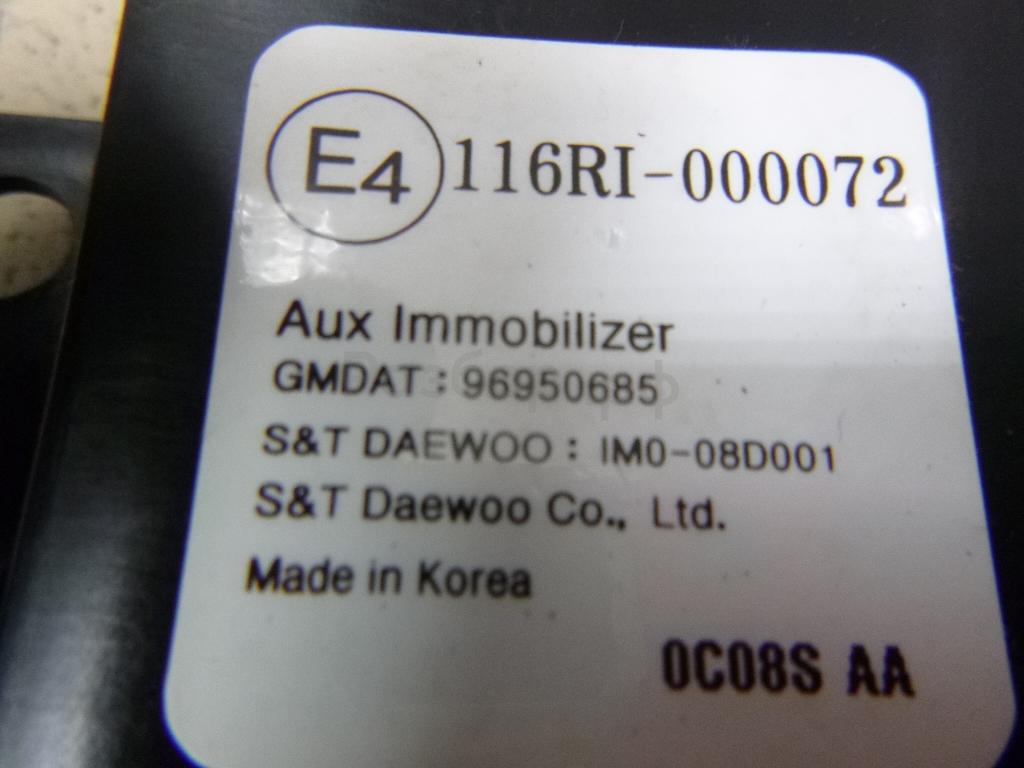 E4 116RI-000072
Aux Immobilizer
GMDAT : 96950685
S&T DAEWOO : IM0-08D001
S&T Daewoo Co., Ltd.
Made in Korea
0C08S AA